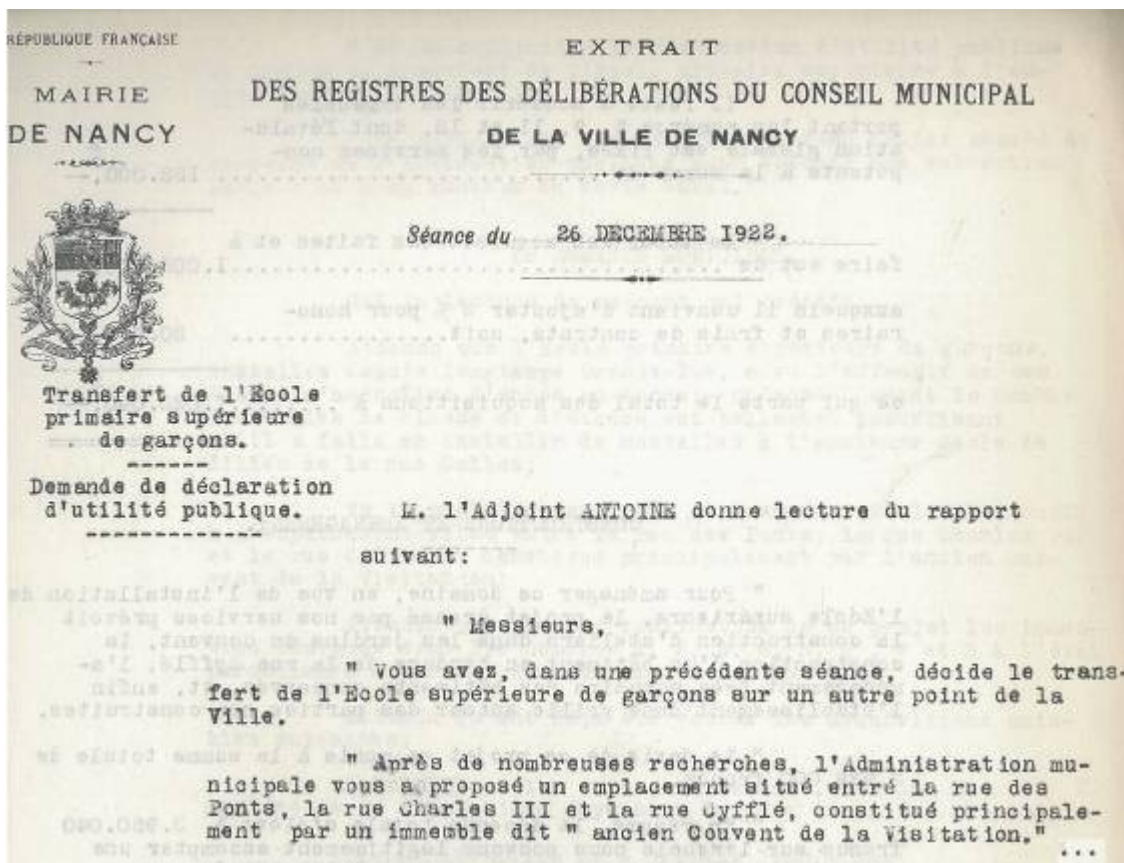 RÉPUBLIQUE FRANÇAISE
MAIRIE
DE NANCY
EXTRAIT
DES REGISTRES DES DÉLIBÉRATIONS DU CONSEIL MUNICIPAL
DE LA VILLE DE NANCY
Séance du 26 DECEMBRE 1922.
Transfert de l'École
primaire supérieure
de garçons.
Demande de déclaration
d'utilité publique.
M. l'Adjoint ANTOINE donne lecture du rapport
suivant:
" Messieurs,
" Vous avez, dans une précédente séance, décide le trans-
fert de l'Ecole supérieure de garçons sur un autre point de la
Ville.
" Après de nombreuses recherches, l'Administration mu-
nicipale vous a proposé un emplacement situé entre la rue des
Ponts, la rue Charles III et la rue Cyfflé, constitué principale-
ment par un immeuble dit " ancien Couvent de la Visitation."
...